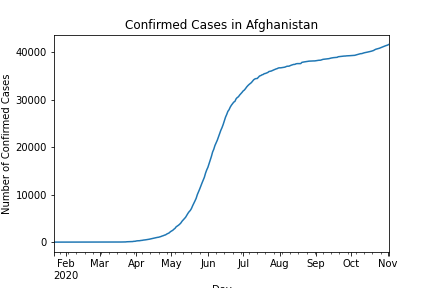 Confirmed Cases in Afghanistan
Number of Confirmed Cases
40000
30000
20000
10000
0
Feb Mar Apr May Jun Jul Aug Sep Oct Nov
2020